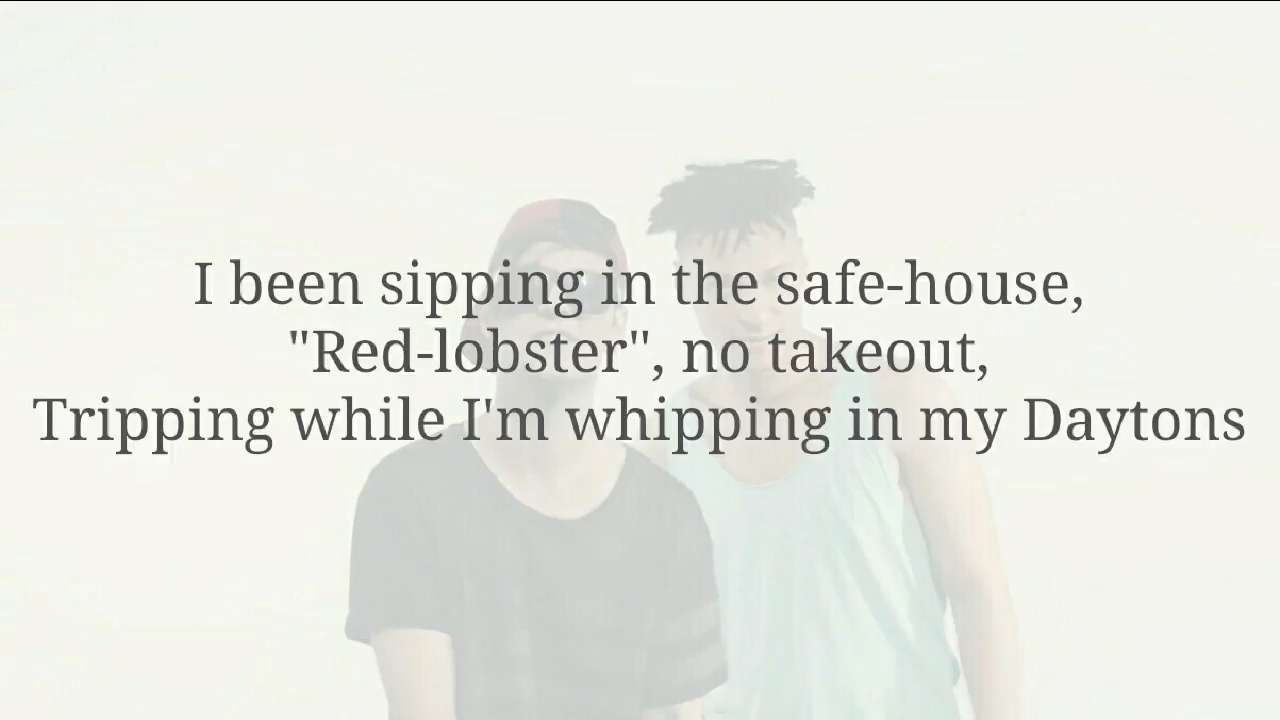 I been sipping in the safe-house,
"Red-lobster", no takeout,
Tripping while I'm whipping in my Daytons